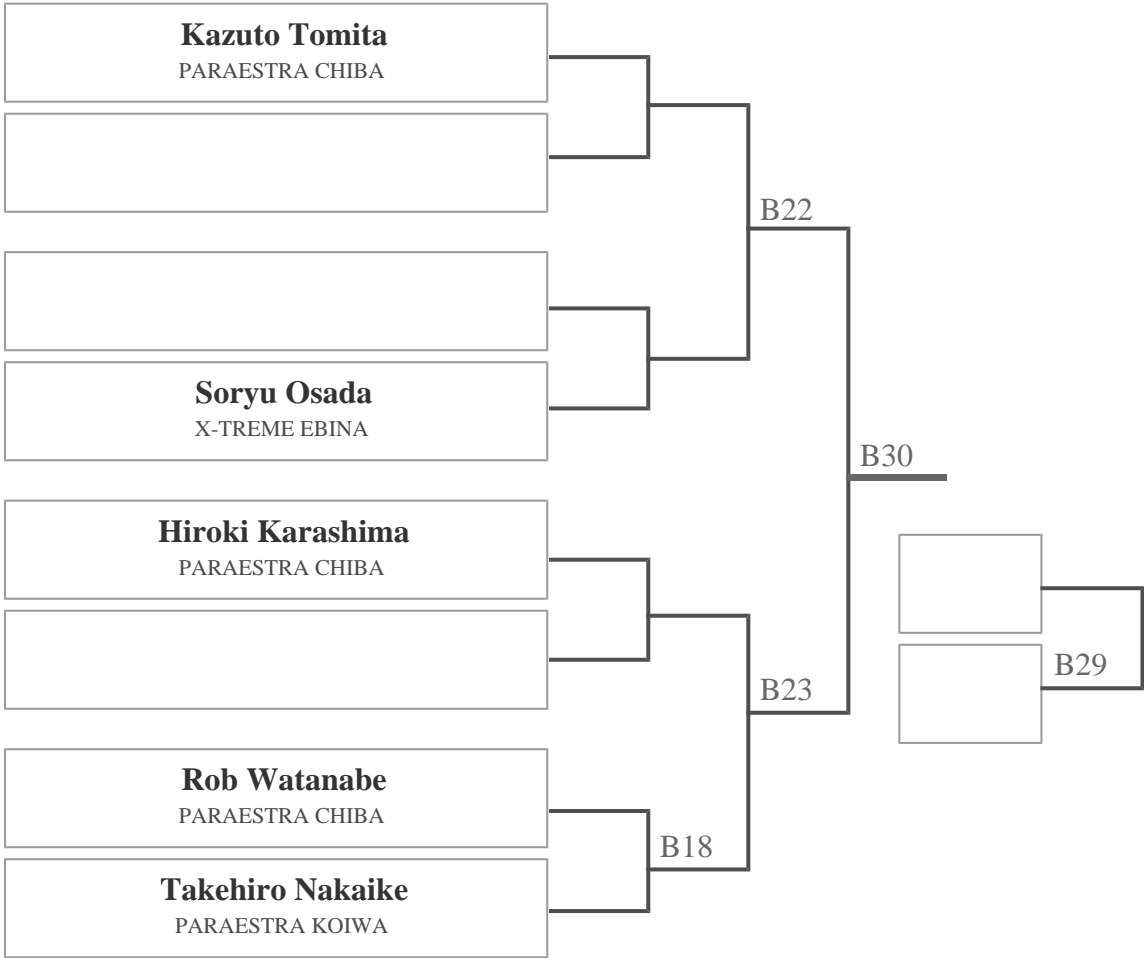 Kazuto Tomita
PARAESTRA CHIBA
B22
Soryu Osada
X-TREME EBINA
B30
Hiroki Karashima
PARAESTRA CHIBA
B29
B23
Rob Watanabe
PARAESTRA CHIBA
B18
Takehiro Nakaike
PARAESTRA KOIWA